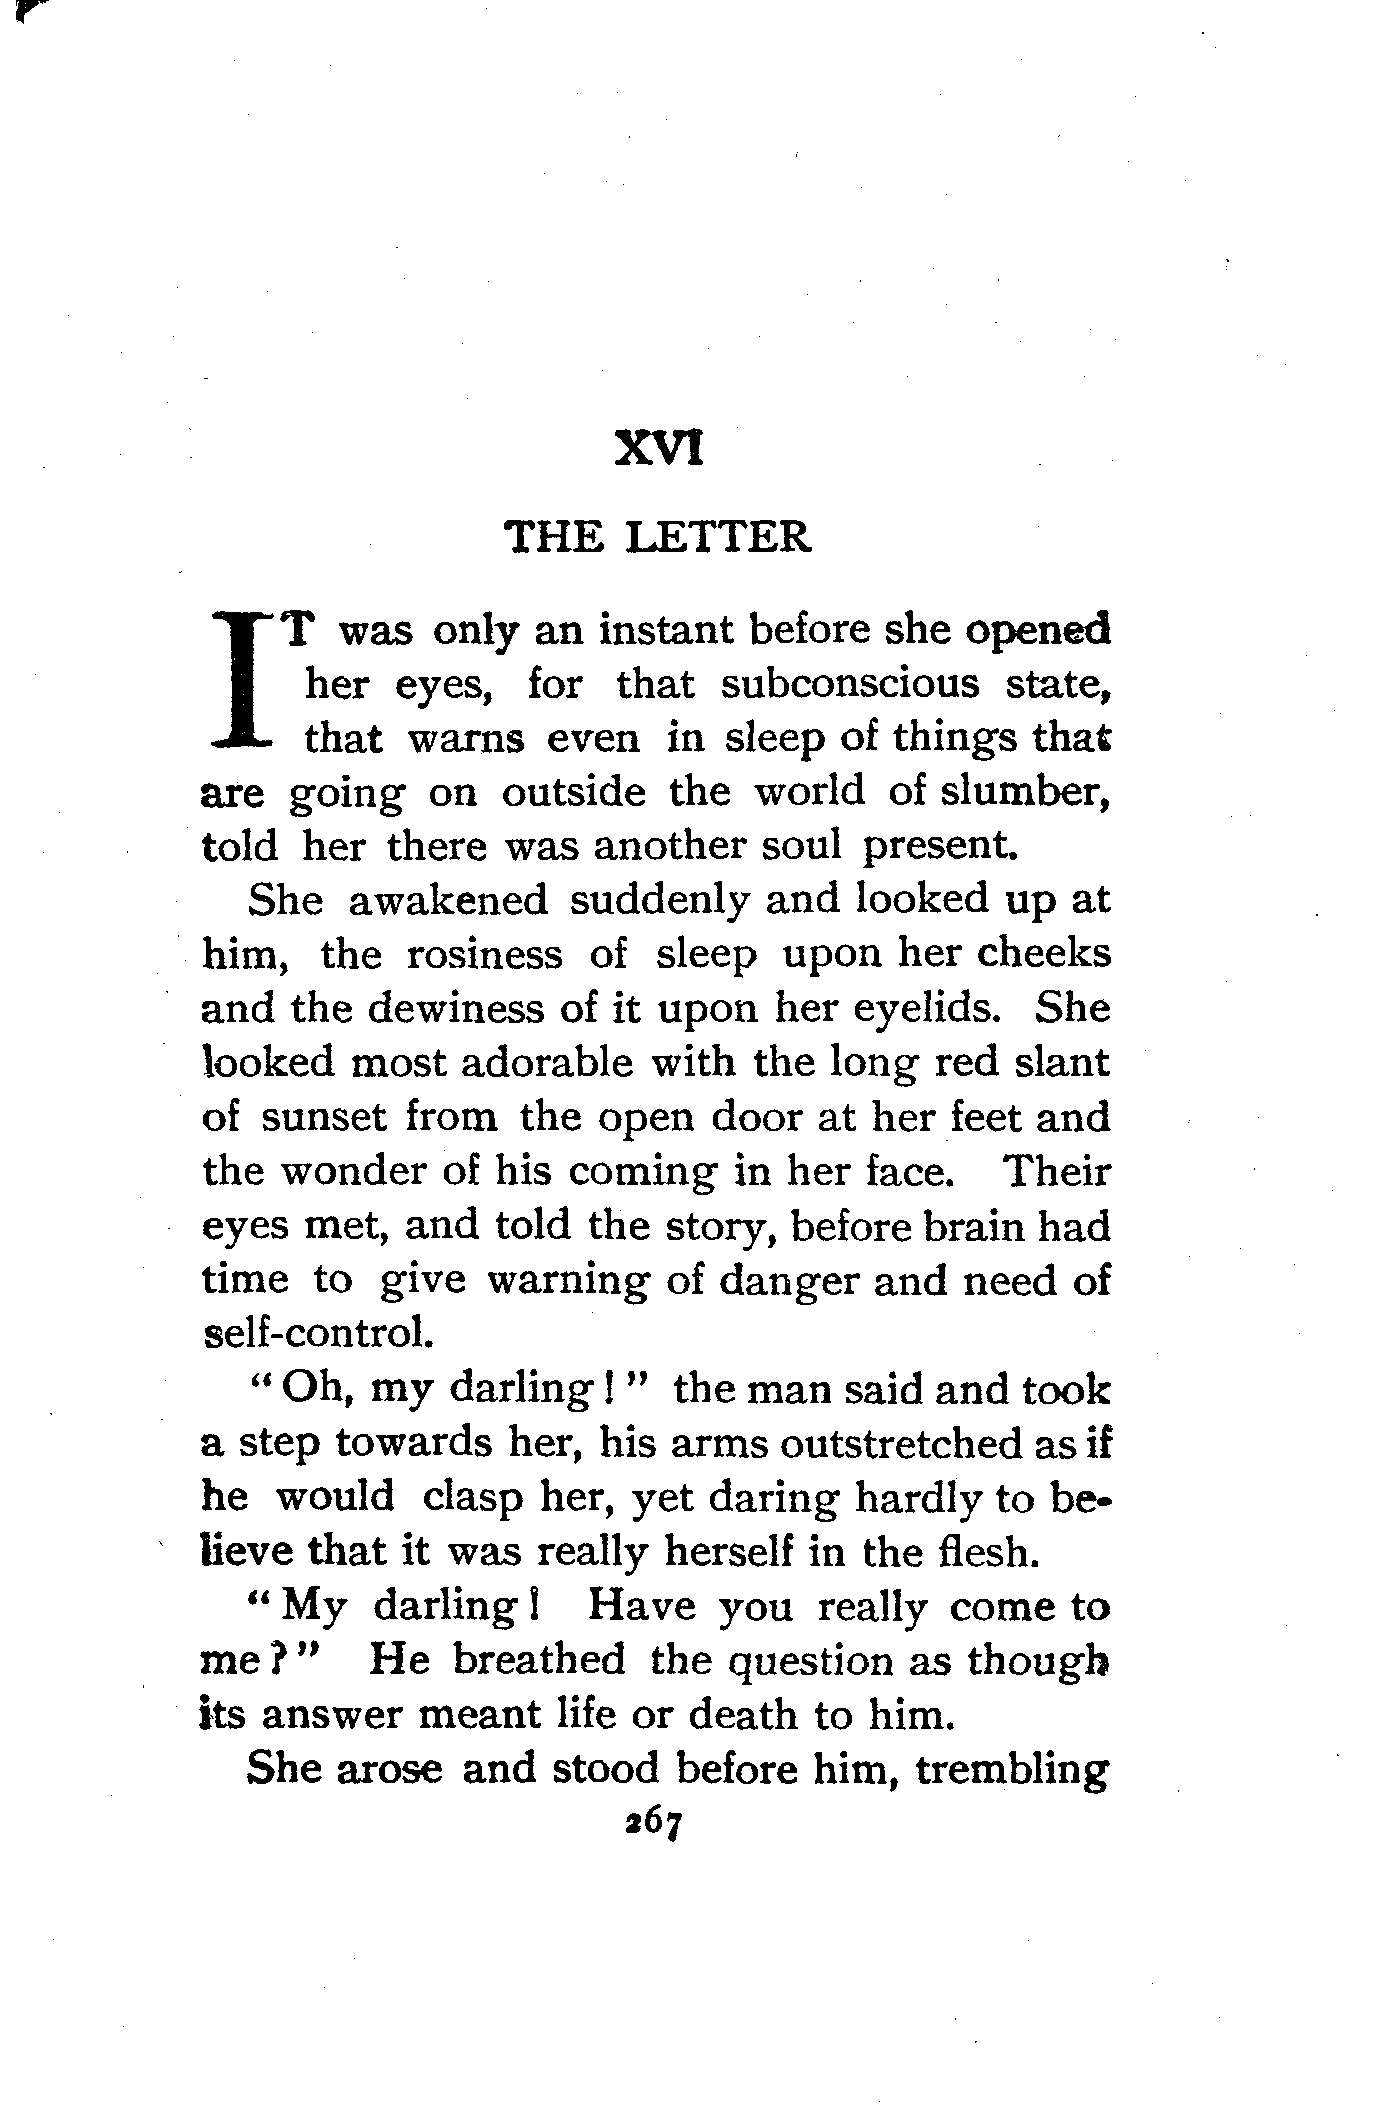 XVI
THE LETTER
IT was only an instant before she opened
her eyes, for that subconscious state,
that warns even in sleep of things that
are going on outside the world of slumber,
told her there was another soul present.
She awakened suddenly and looked up at
him, the rosiness of sleep upon her cheeks
and the dewiness of it upon her eyelids. She
looked most adorable with the long red slant
of sunset from the open door at her feet and
the wonder of his coming in her face. Their
eyes met, and told the story, before brain had
time to give warning of danger and need of
self-control.
“Oh, my darling!” the man said and took
a step towards her, his arms outstretched as if
he would clasp her, yet daring hardly to be-
lieve that it was really herself in the flesh.
“My darling! Have you really come to
me?” He breathed the question as though
its answer meant life or death to him.
She arose and stood before him, trembling
267